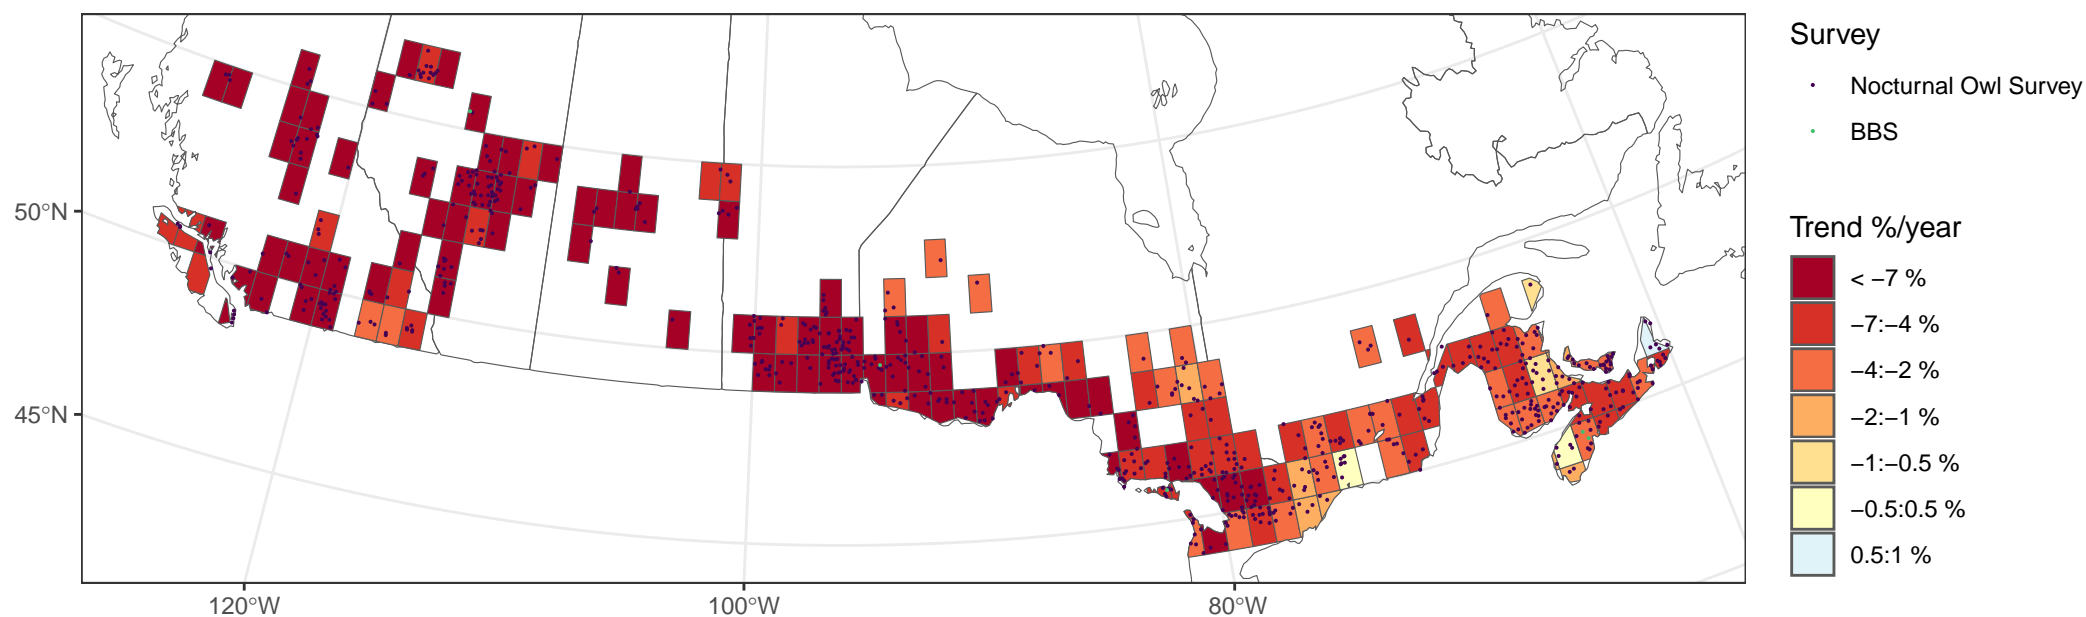 Survey
Nocturnal Owl Survey
BBS
50°N
Trend %/year
< −7 %
−7:−4 %
−4:−2 %
45°N
−2:−1 %
−1:−0.5 %
−0.5:0.5 %
0.5:1 %
120°W 100°W 80°W